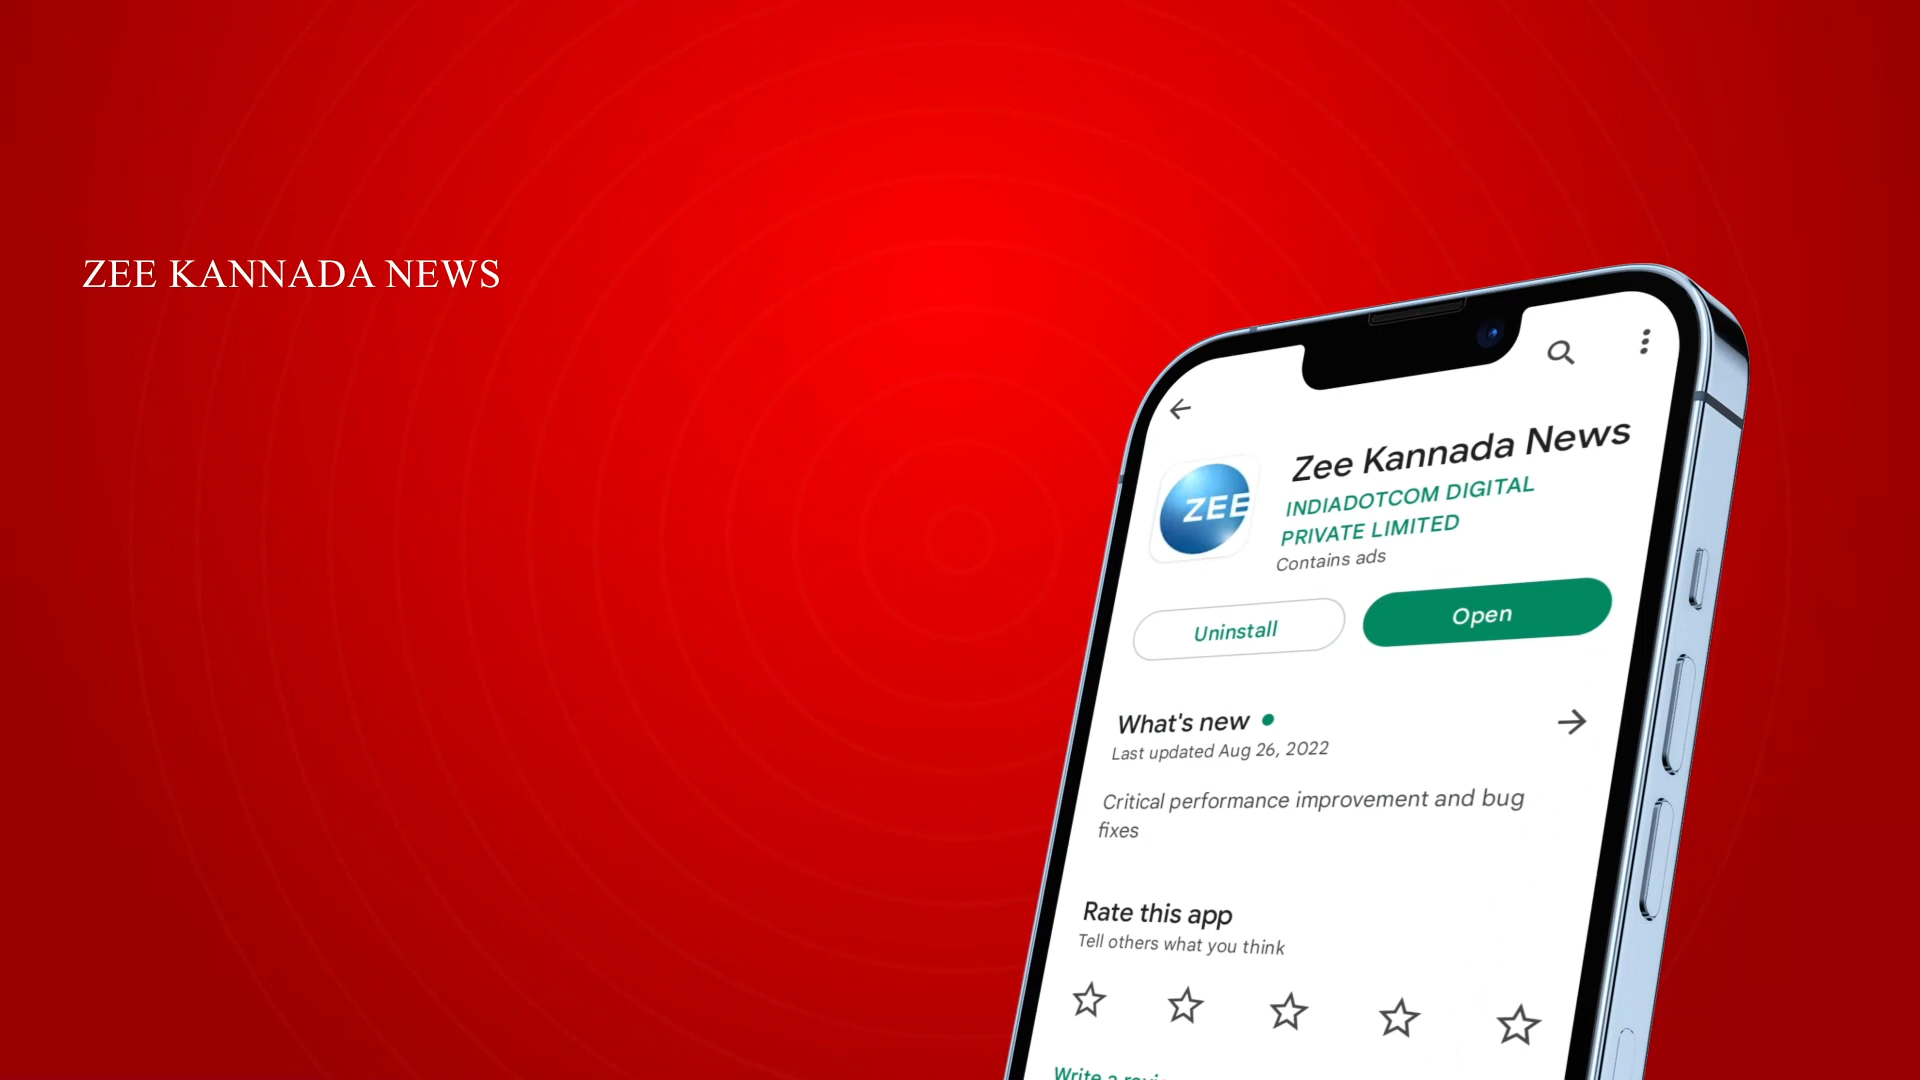 ZEE KANNADA NEWS
Zee Kannada News
ZEE
INDIADOTCOM DIGITAL
PRIVATE LIMITED
Contains ads
Uninstall
Open
What's new
Last updated Aug 26, 2022
Critical performance improvement and bug
fixes
Rate this app
Tell others what you think
Write a